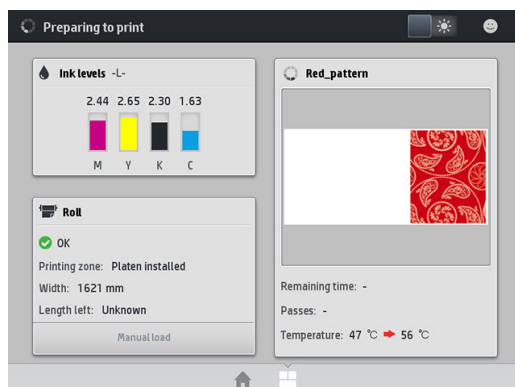 Preparing to print
Ink levels -L-
2.44 2.65 2.30 1.63
M Y K C
Roll
OK
Printing zone: Platen installed
Width: 1621 mm
Length left: Unknown
Manual load
Red_pattern
Remaining time: -
Passes: -
Temperature: 47 °C ➡ 56 °C